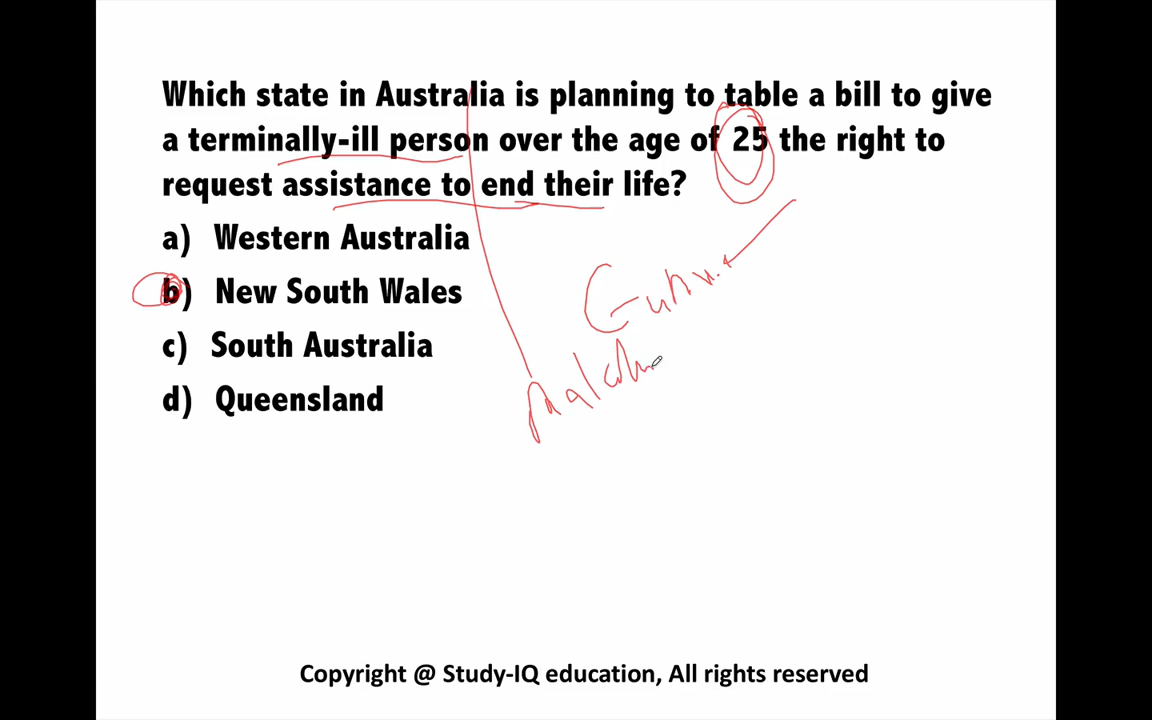 Which state in Australia is planning to table a bill to give
a terminally-ill person over the age of 25 the right to
request assistance to end their life?
a) Western Australia
b) New South Wales
c) South Australia
d) Queensland
Copyright @ Study-IQ education, All rights reserved